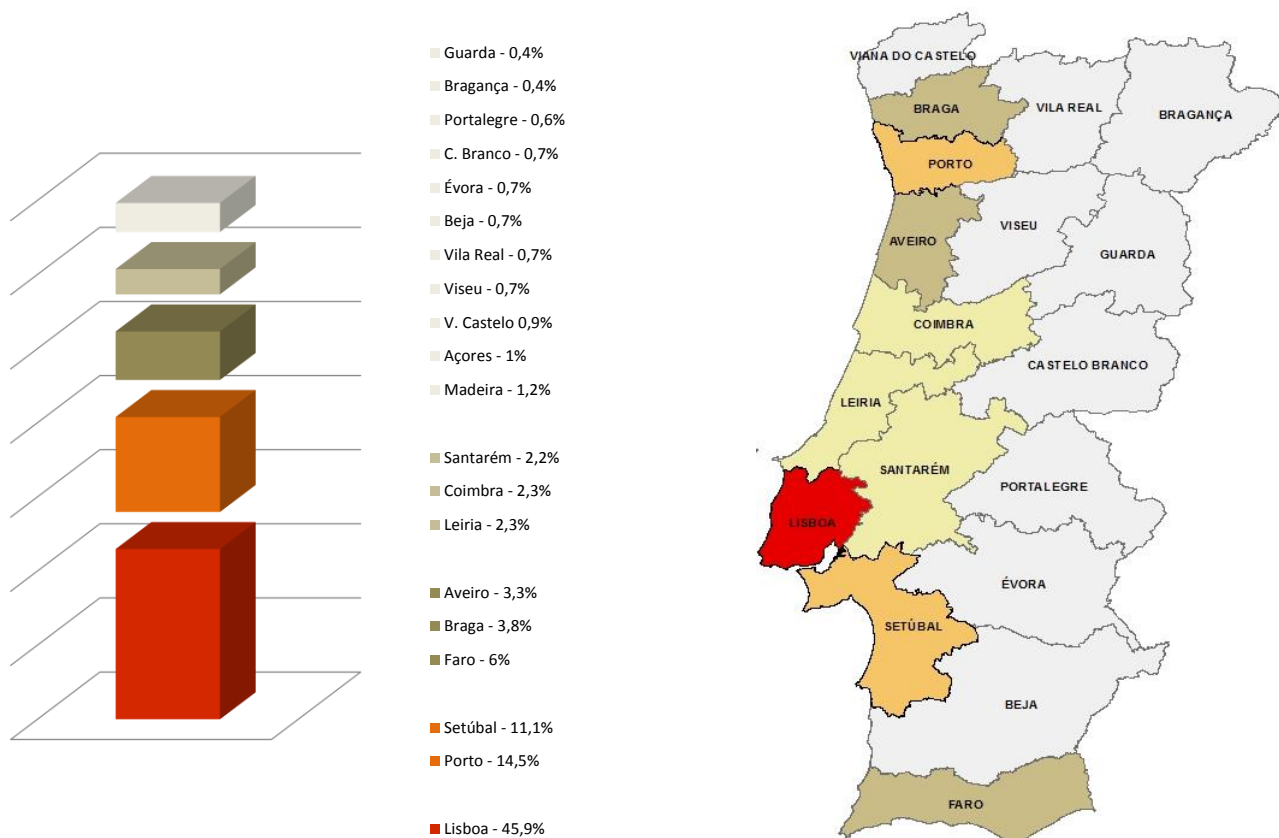 Guarda - 0,4%
Bragança - 0,4%
Portalegre - 0,6%
C. Branco - 0,7%
Évora - 0,7%
Beja - 0,7%
Vila Real - 0,7%
Viseu - 0,7%
V. Castelo 0,9%
Açores - 1%
Madeira - 1,2%
Santarém - 2,2%
Coimbra - 2,3%
Leiria - 2,3%
Aveiro - 3,3%
Braga - 3,8%
Faro - 6%
Setúbal - 11,1%
Porto - 14,5%
Lisboa - 45,9%
VIANA DO CASTELO
BRAGA
VILA REAL
BRAGANÇA
PORTO
VISEU
AVEIRO
GUARDA
COIMBRA
CASTELO BRANCO
LEIRIA
SANTARÉM
PORTALEGRE
LISBOA
ÉVORA
SETÚBAL
BEJA
FARO